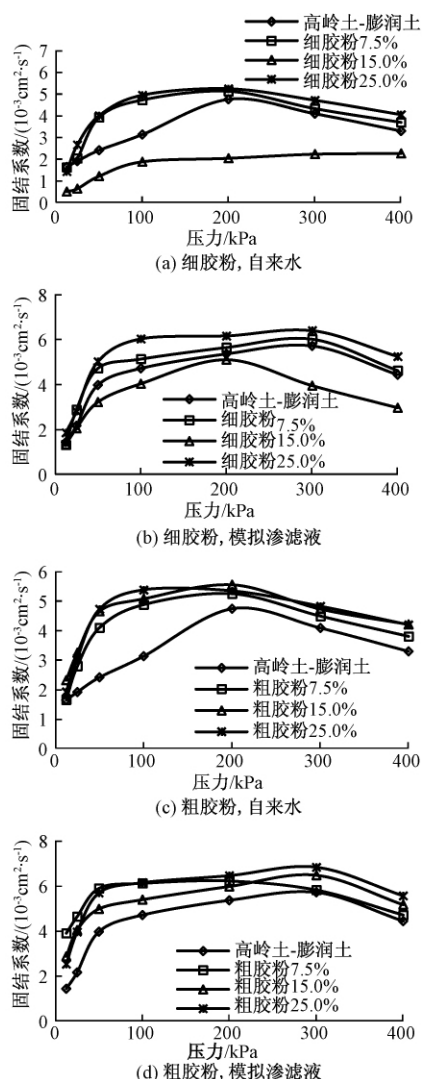 高岭土-膨润土
细胶粉7.5%
细胶粉15.0%
细胶粉25.0%
固结系数/(10⁻³cm²·s⁻¹)
7
6
5
4
3
2
1
0
0 100 200 300 400
压力/kPa
(a) 细胶粉, 自来水
固结系数/(10⁻³cm²·s⁻¹)
8
6
4
2
0
高岭土-膨润土
细胶粉7.5%
细胶粉15.0%
细胶粉25.0%
0 100 200 300 400
压力/kPa
(b) 细胶粉, 模拟渗滤液
固结系数/(10⁻³cm²·s⁻¹)
6
5
4
3
2
1
0
高岭土-膨润土
粗胶粉7.5%
粗胶粉15.0%
粗胶粉25.0%
0 100 200 300 400
压力/kPa
(c) 粗胶粉, 自来水
固结系数/(10⁻³cm²·s⁻¹)
8
6
4
2
0
高岭土-膨润土
粗胶粉7.5%
粗胶粉15.0%
粗胶粉25.0%
0 100 200 300 400
压力/kPa
(d) 粗胶粉, 模拟渗滤液